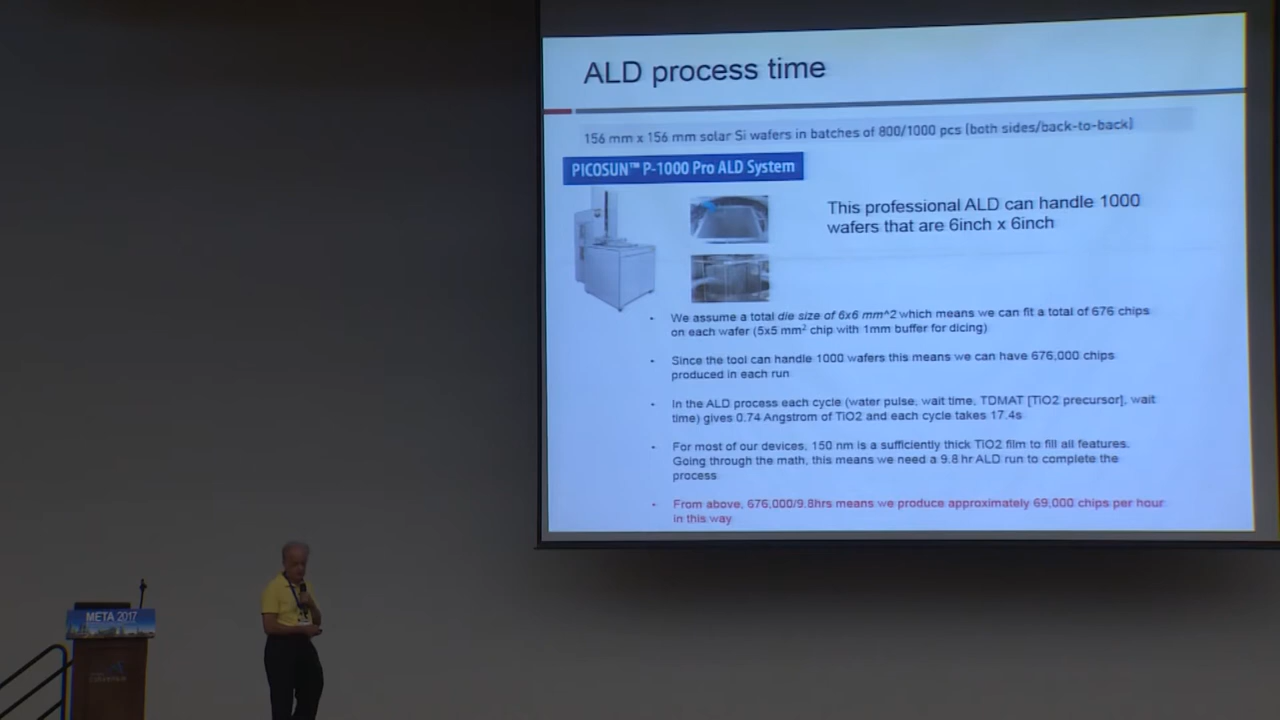 ALD process time
156 mm x 156 mm solar Si wafers in batches of 800/1000 pcs (both sides/back-to-back)
PICOSUN™ P-1000 Pro ALD System
This professional ALD can handle 1000
wafers that are 6inch x 6inch
• We assume a total die size of 6x6 mm^2 which means we can fit a total of 676 chips
on each wafer (5x5 mm² chip with 1mm buffer for dicing)
• Since the tool can handle 1000 wafers this means we can have 676,000 chips
produced in each run
• In the ALD process each cycle (water pulse, wait time, TDMAT [TiO2 precursor], wait
time) gives 0.74 Angstrom of TiO2 and each cycle takes 17.4s
• For most of our devices, 150 nm is a sufficiently thick TiO2 film to fill all features.
Going through the math, this means we need a 9.8 hr ALD run to complete the
process
• From above, 676,000/9.8hrs means we produce approximately 69,000 chips per hour
in this way
META 2017